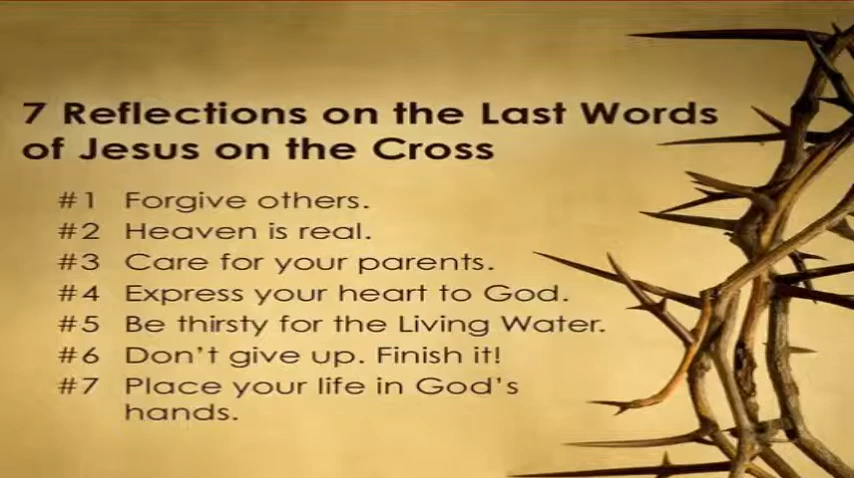 7 Reflections on the Last Words
of Jesus on the Cross
#1 Forgive others.
#2 Heaven is real.
#3 Care for your parents.
#4 Express your heart to God.
#5 Be thirsty for the Living Water.
#6 Don't give up. Finish it!
#7 Place your life in God's
hands.